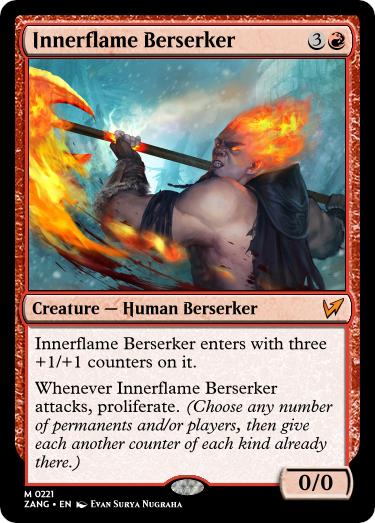 Innerflame Berserker 3
Creature — Human Berserker
Innerflame Berserker enters with three
+1/+1 counters on it.
Whenever Innerflame Berserker
attacks, proliferate. (Choose any number
of permanents and/or players, then give
each another counter of each kind already
there.)
0/0
M 0221
ZANG • EN Evan Surya Nugraha